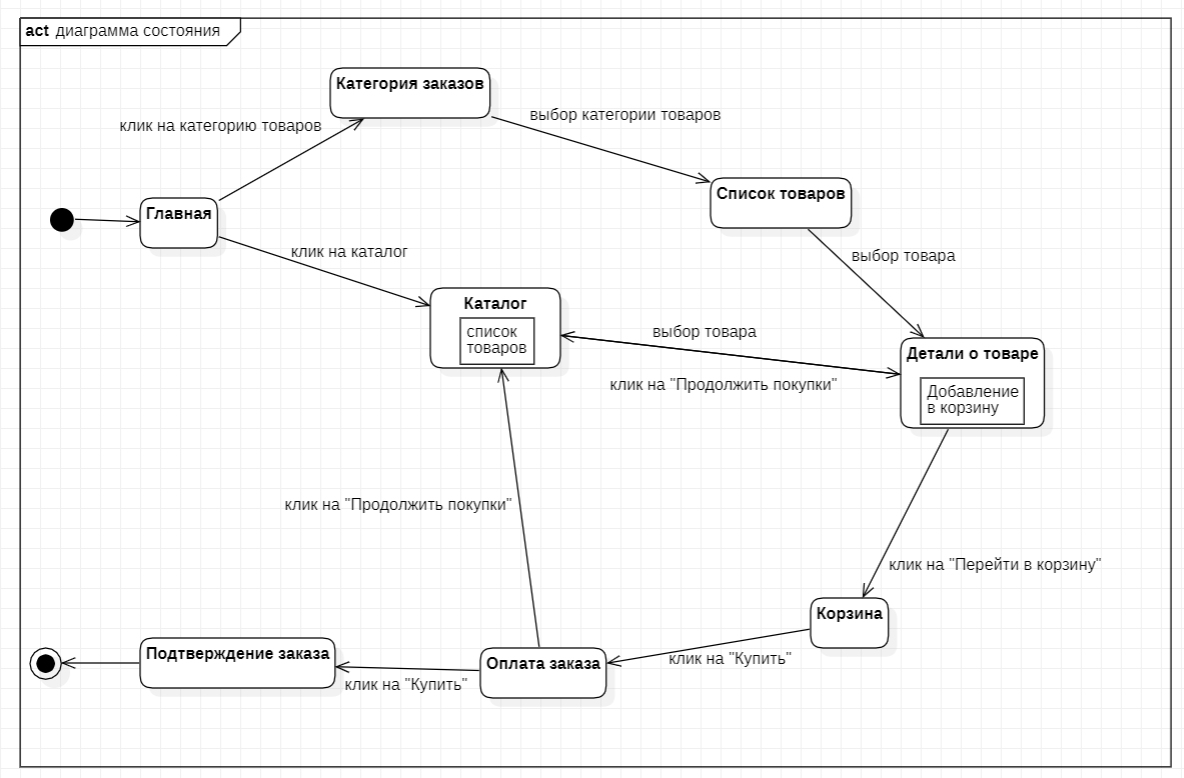 act диаграмма состояния
Категория заказов
клик на категорию товаров
выбор категории товаров
Список товаров
Главная
клик на каталог
выбор товара
Каталог
список
товаров
выбор товара
клик на "Продолжить покупки"
Детали о товаре
Добавление
в корзину
клик на "Продолжить покупки"
клик на "Перейти в корзину"
Корзина
клик на "Купить"
Оплата заказа
клик на "Купить"
Подтверждение заказа